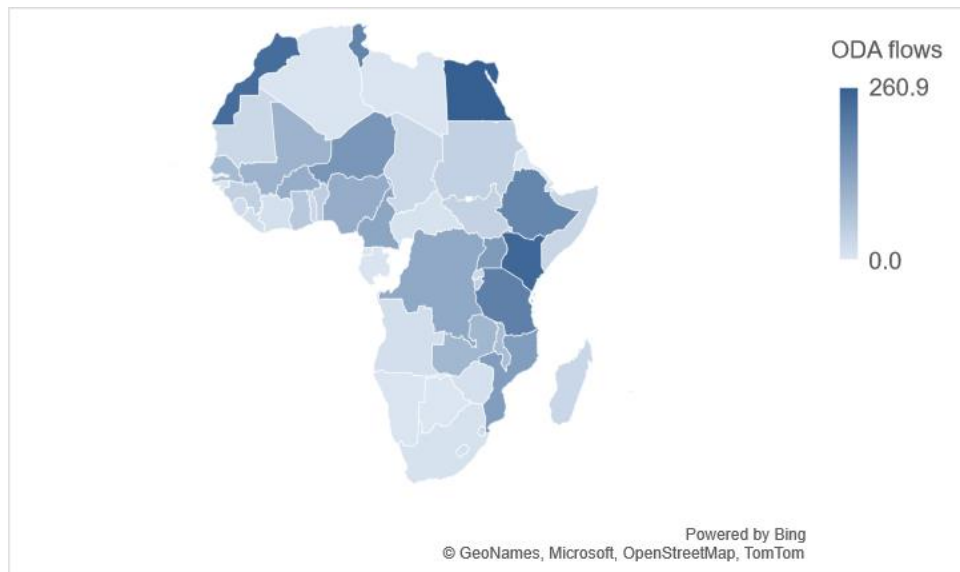 ODA flows
260.9
0.0
Powered by Bing
© GeoNames, Microsoft, OpenStreetMap, TomTom